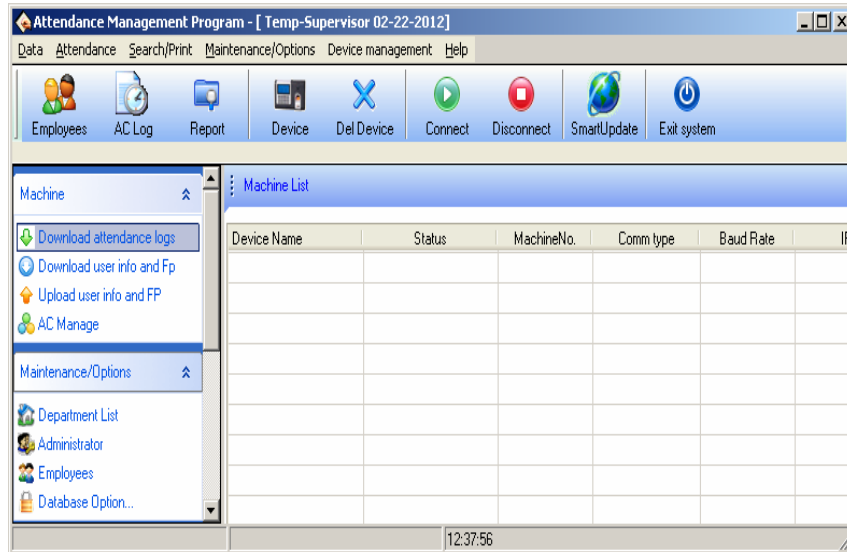 Attendance Management Program - [ Temp-Supervisor 02-22-2012]
Data Attendance Search/Print Maintenance/Options Device management Help
Employees AC Log Report Device Del Device Connect Disconnect SmartUpdate Exit system
Machine
Download attendance logs
Download user info and Fp
Upload user info and FP
AC Manage
Maintenance/Options
Department List
Administrator
Employees
Database Option...
Machine List
Device Name Status MachineNo. Comm type Baud Rate
12:37:56